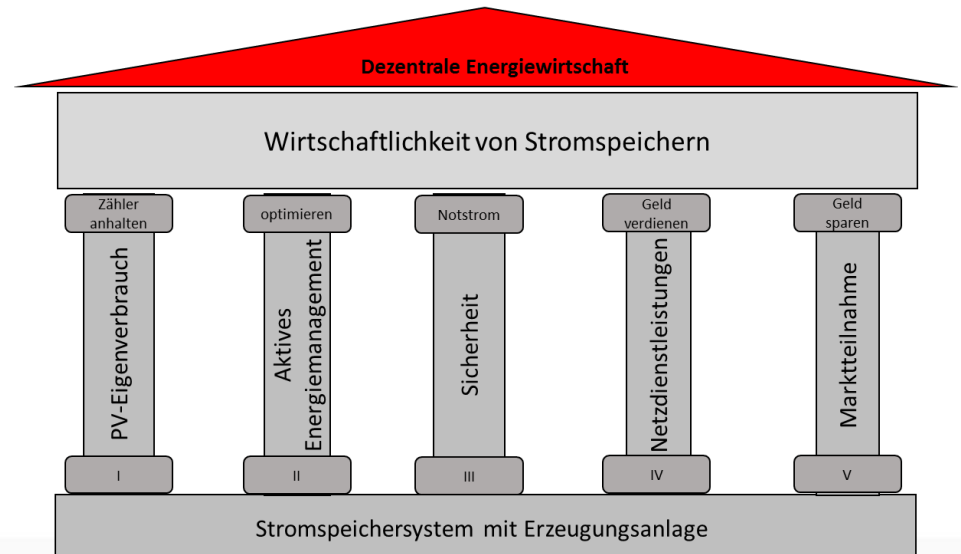 Dezentrale Energiewirtschaft
Wirtschaftlichkeit von Stromspeichern
Zähler
anhalten
optimieren
Notstrom
Geld
verdienen
Geld
sparen
PV-Eigenverbrauch
Aktives
Energiemanagement
Sicherheit
Netzdienstleistungen
Marktteilnahme
I
II
III
IV
V
Stromspeichersystem mit Erzeugungsanlage